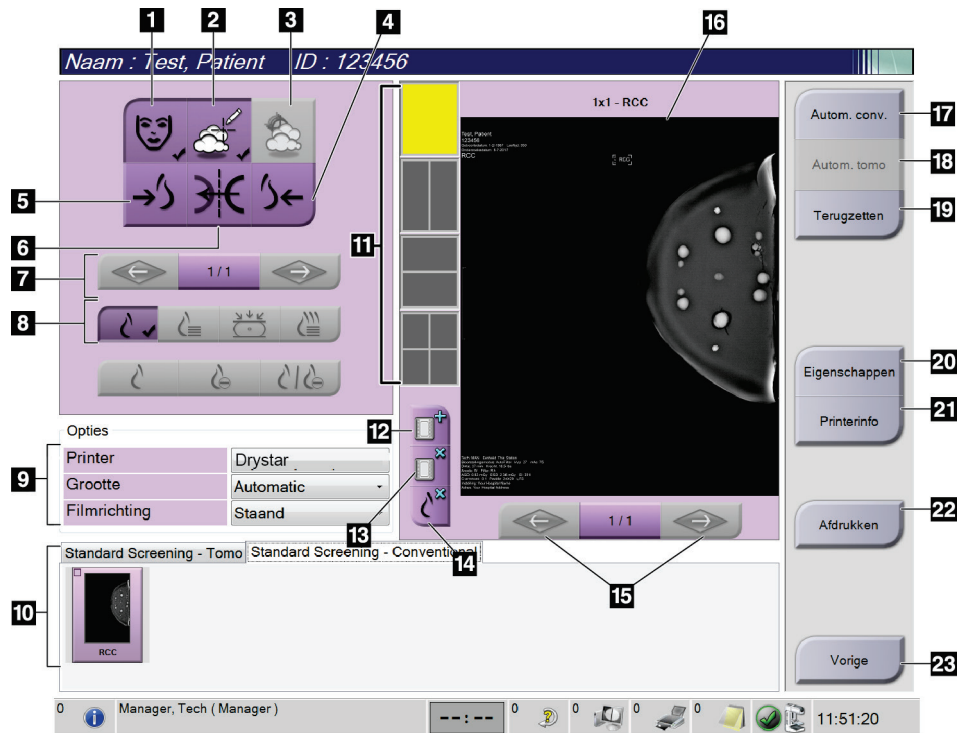 1 2 3 4 16
Naam : Test, Patient ID : 123456
1x1 - RCC
Autom. conv. 17
Autom. tomo 18
Terugzetten 19
Test, Patient
123456
RCC
RCC
5
6
7 1 / 1
8
11
Eigenschappen 20
Printerinfo 21
12
Opties
Printer Drystar
9 Grootte Automatic
Filmrichting Staand
13
14
1 / 1
15
Afdrukken 22
Standard Screening - Tomo Standard Screening - Conventional
10
RCC
Vorige 23
0 Manager, Tech ( Manager ) --:-- 0 0 0 0 11:51:20